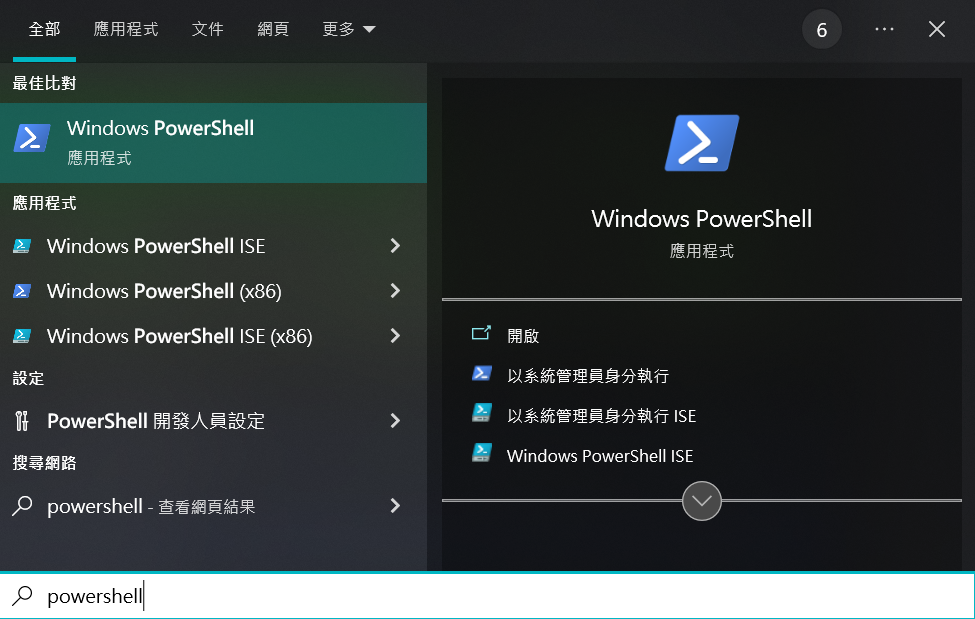 全部 應用程式 文件 網頁 更多 6
最佳比對
Windows PowerShell
應用程式
應用程式
Windows PowerShell ISE
Windows PowerShell (x86)
Windows PowerShell ISE (x86)
設定
PowerShell 開發人員設定
搜尋網路
powershell - 查看網頁結果
Windows PowerShell
應用程式
開啟
以系統管理員身分執行
以系統管理員身分執行 ISE
Windows PowerShell ISE
powershell